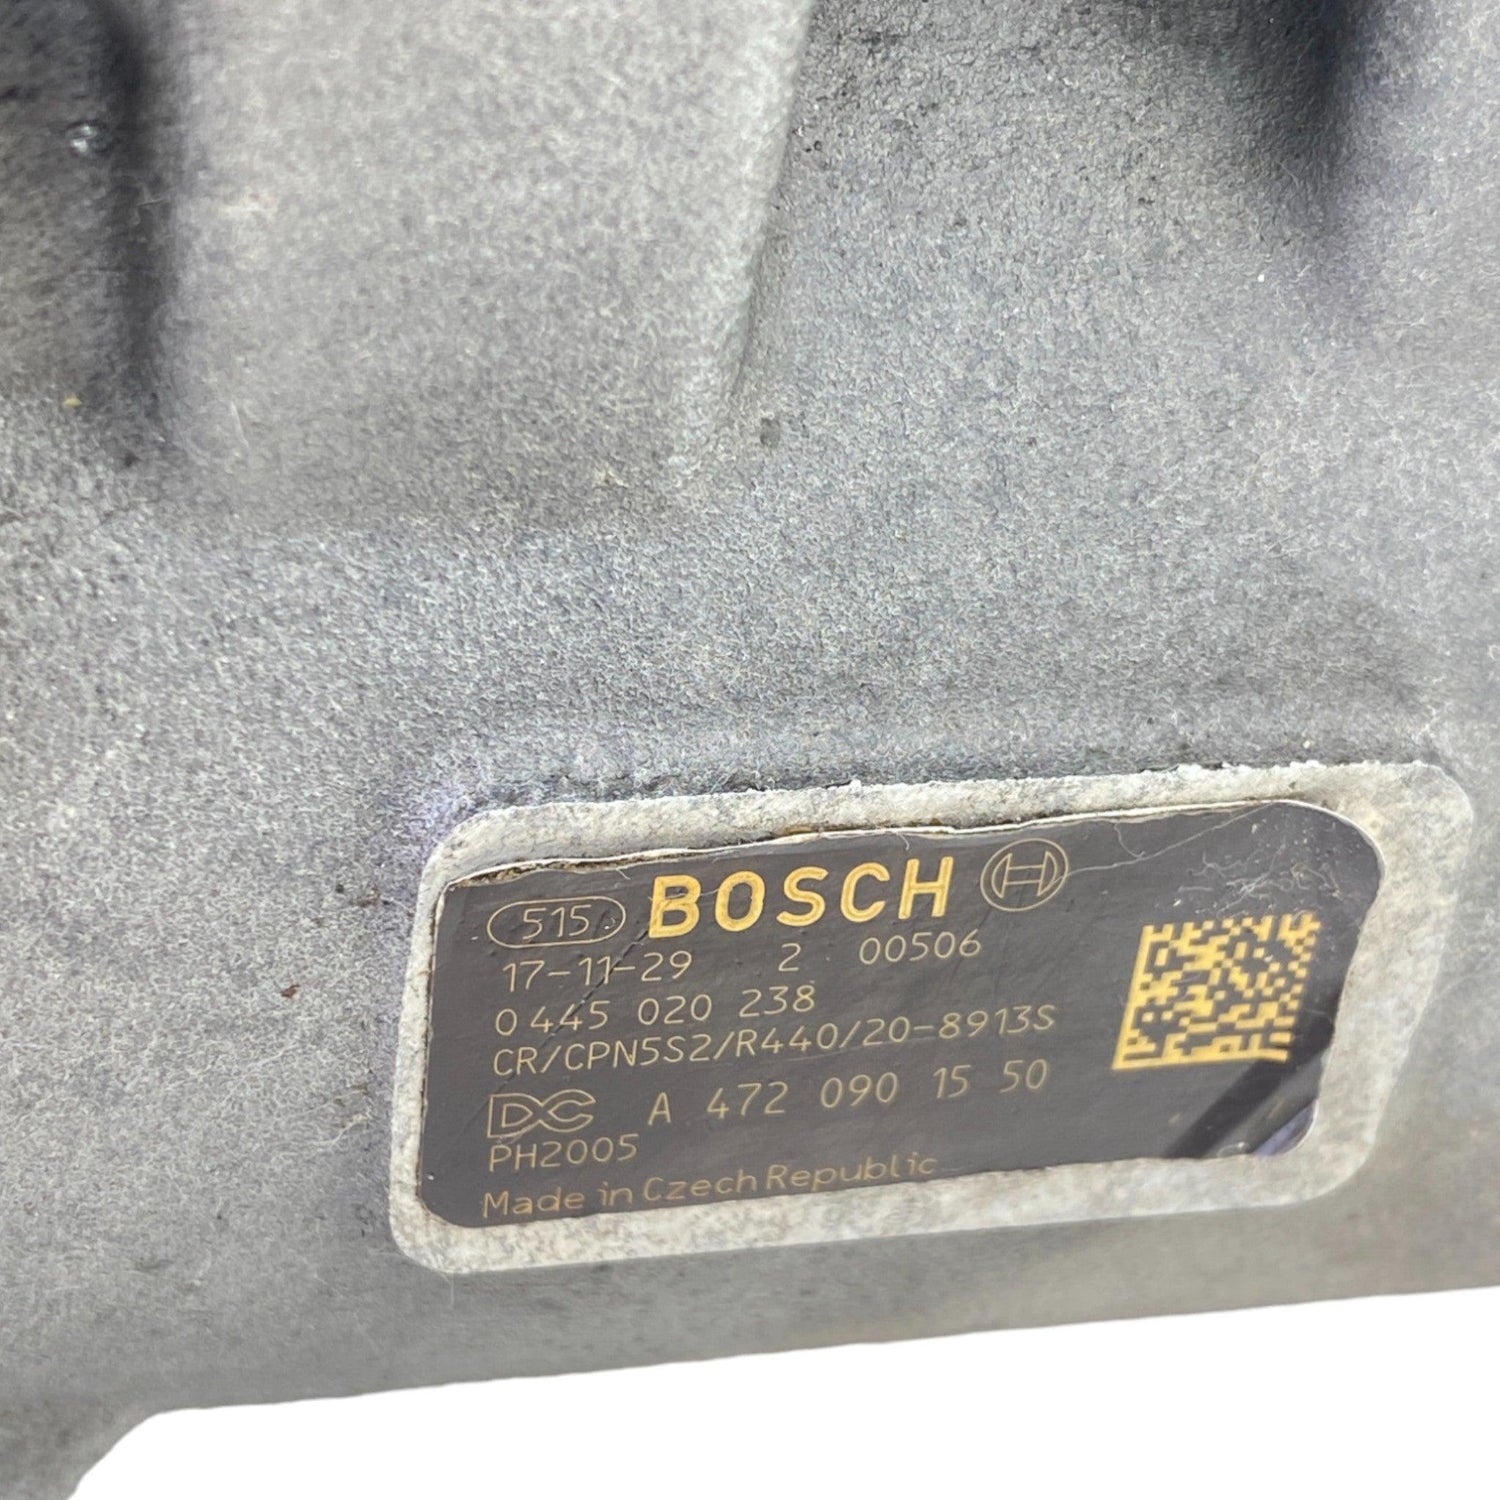 515 BOSCH
17-11-29 2 00506
0 445 020 238
CR/CPN5S2/R440/20-8913S
DC A 472 090 15 50
PH2005
Made in Czech Republic